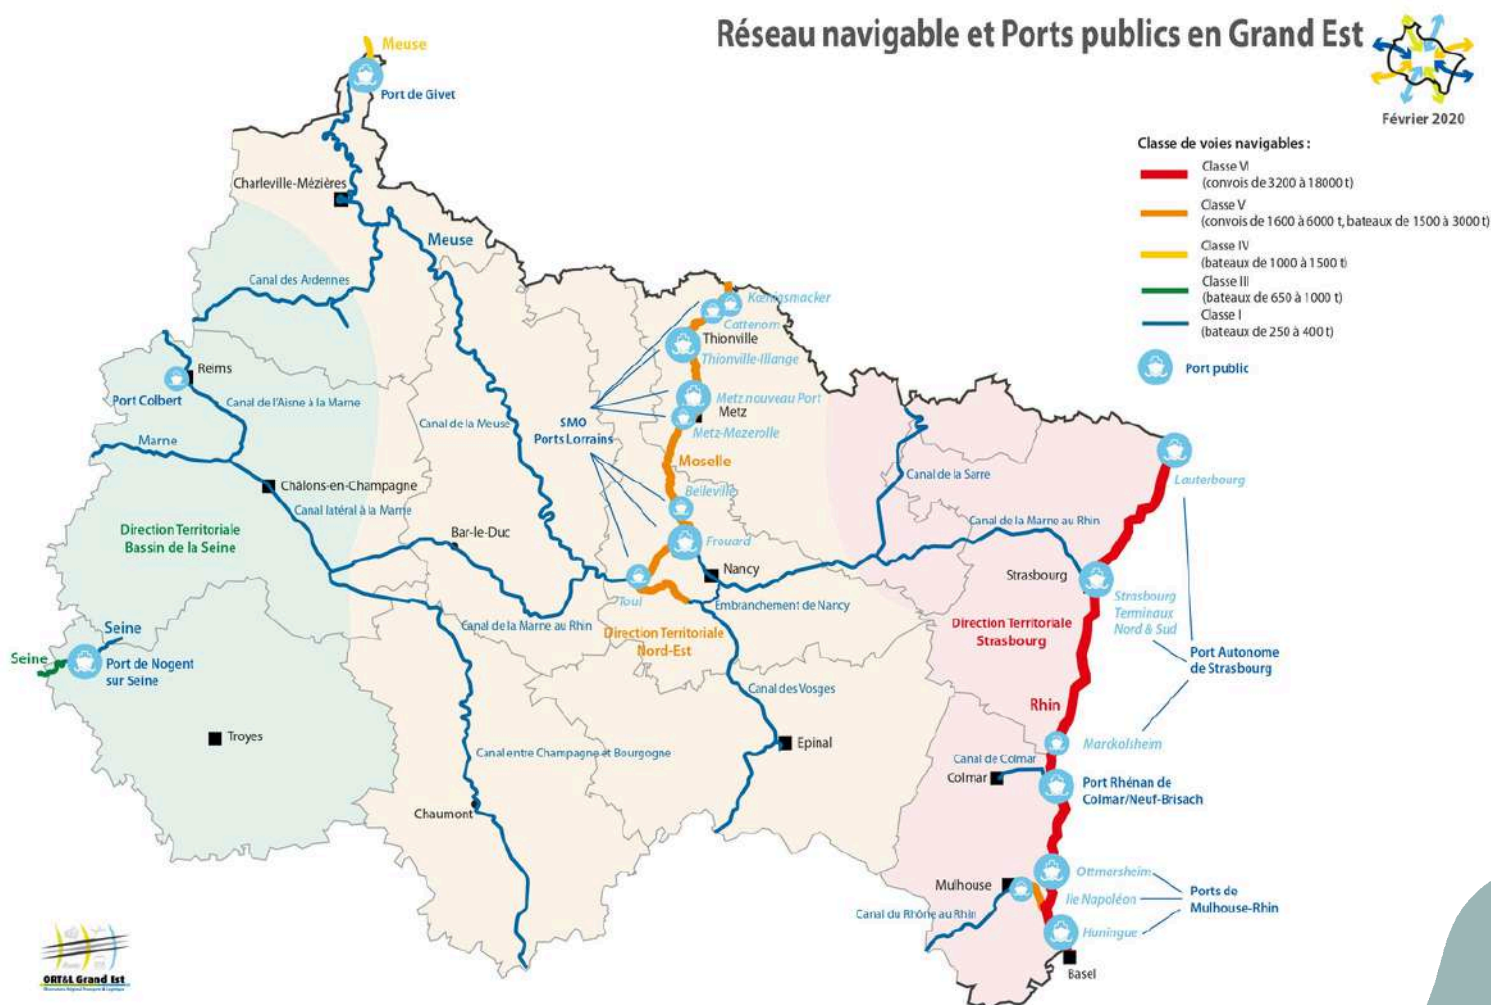 Réseau navigable et Ports publics en Grand Est
Février 2020
Classe de voies navigables :
Classe VI
(convois de 3200 à 18000 t)
Classe V
(convois de 1600 à 6000 t, bateaux de 1500 à 3000 t)
Classe IV
(bateaux de 1000 à 1500 t)
Classe III
(bateaux de 650 à 1000 t)
Classe I
(bateaux de 250 à 400 t)
Port public
Meuse
Port de Givet
Charleville-Mézières
Meuse
Canal des Ardennes
Kœnigsmacker
Cattenom
Thionville
Thionville-Illange
Reims
Port Colbert
Canal de l'Aisne à la Marne
Metz nouveau Port
Metz
Metz-Mazerolle
SMO
Ports Lorrains
Canal de la Meuse
Marne
Moselle
Canal de la Sarre
Lauterbourg
Châlons-en-Champagne
Canal latéral à la Marne
Belleville
Direction Territoriale
Bassin de la Seine
Bar-le-Duc
Canal de la Marne au Rhin
Frouard
Nancy
Strasbourg
Toul
Embranchement de Nancy
Strasbourg
Terminaux
Nord & Sud
Canal de la Marne au Rhin
Direction Territoriale
Nord-Est
Direction Territoriale
Strasbourg
Seine
Seine
Port de Nogent
sur Seine
Port Autonome
de Strasbourg
Canal des Vosges
Rhin
Troyes
Canal entre Champagne et Bourgogne
Epinal
Marckolsheim
Canal de Colmar
Colmar
Port Rhénan de
Colmar/Neuf-Brisach
Chaumont
Ottmarsheim
Mulhouse
Ile Napoléon
Ports de
Mulhouse-Rhin
Canal du Rhône au Rhin
Huningue
Basel
ORT&L Grand Est
Observatoire Régional Transports & Logistique